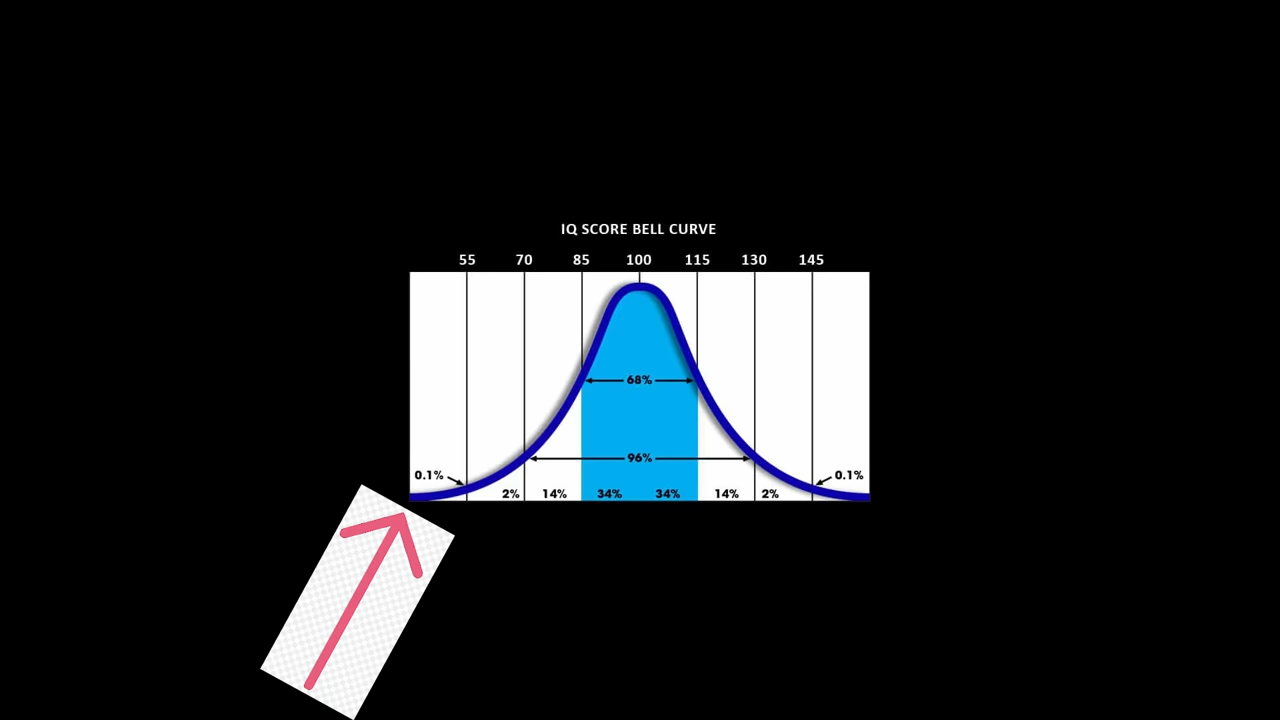 IQ SCORE BELL CURVE
55 70 85 100 115 130 145
68%
96%
0.1% 0.1%
2% 14% 34% 34% 14% 2%